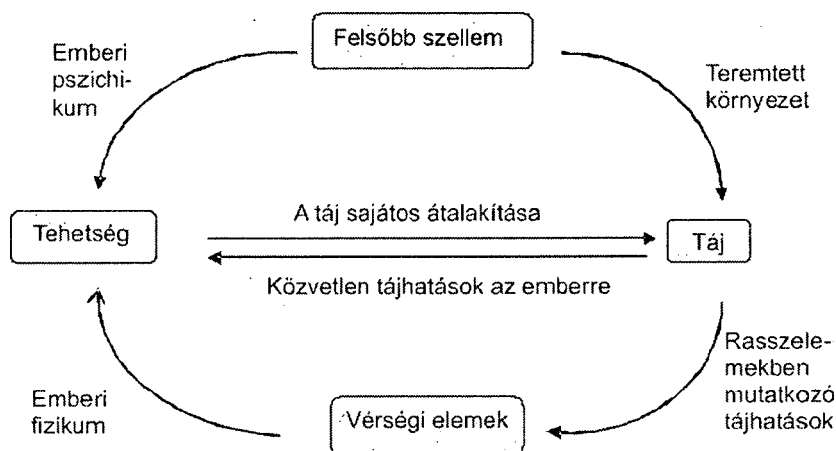 Felsőbb szellem
Emberi
pszichi-
kum
Teremtett
környezet
Tehetség
A táj sajátos átalakítása
Táj
Közvetlen tájhatások az emberre
Rasszele-
mekben
mutatkozó
tájhatások
Emberi
fizikum
Vérségi elemek